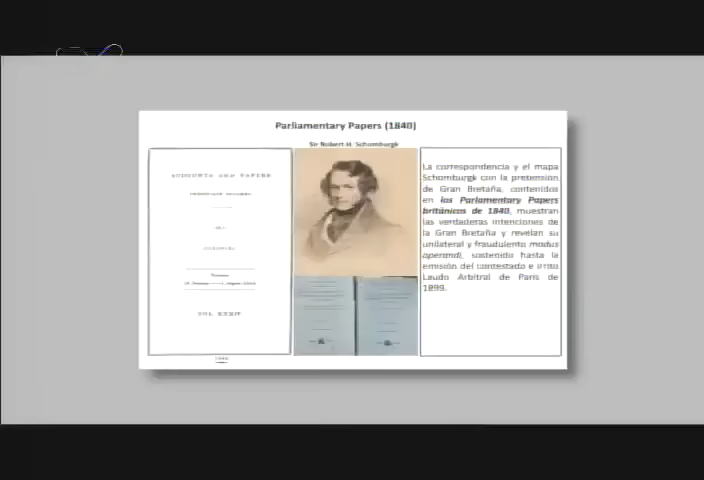 Parliamentary Papers (1840)
Sir Robert H. Schomburgk
ACCOUNTS AND PAPERS
VOL. XXXIV
1840
La correspondencia y el mapa
Schomburgk con la pretensión
de Gran Bretaña, contenidos
en los Parliamentary Papers
británicos de 1840, muestran
las verdaderas intenciones de
la Gran Bretaña y revelan su
unilateral y fraudulento modus
operandi, sostenido hasta la
emisión del contestado e írrito
Laudo Arbitral de París de
1899.